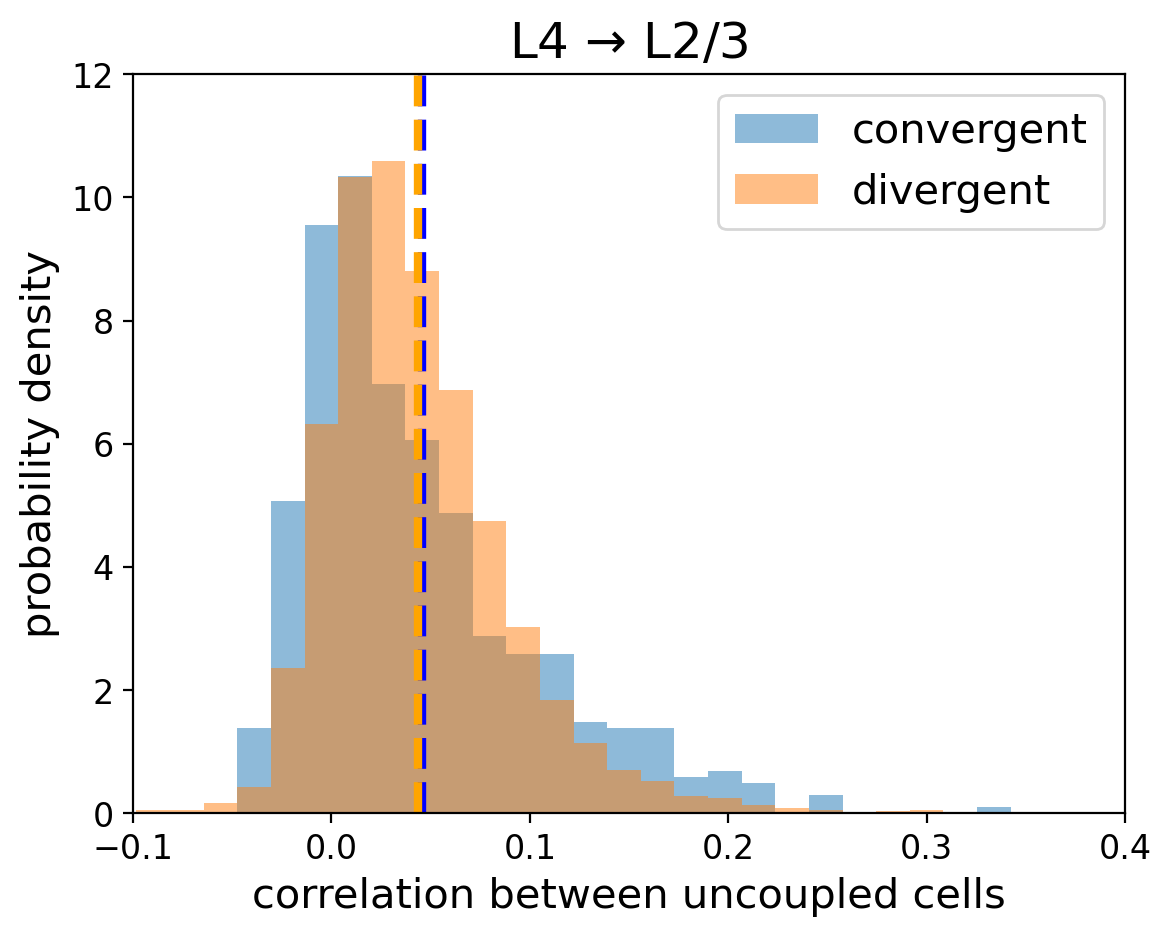 L4 → L2/3
12
10
8
6
4
2
0
probability density
convergent
divergent
−0.1
0.0
0.1
0.2
0.3
0.4
correlation between uncoupled cells